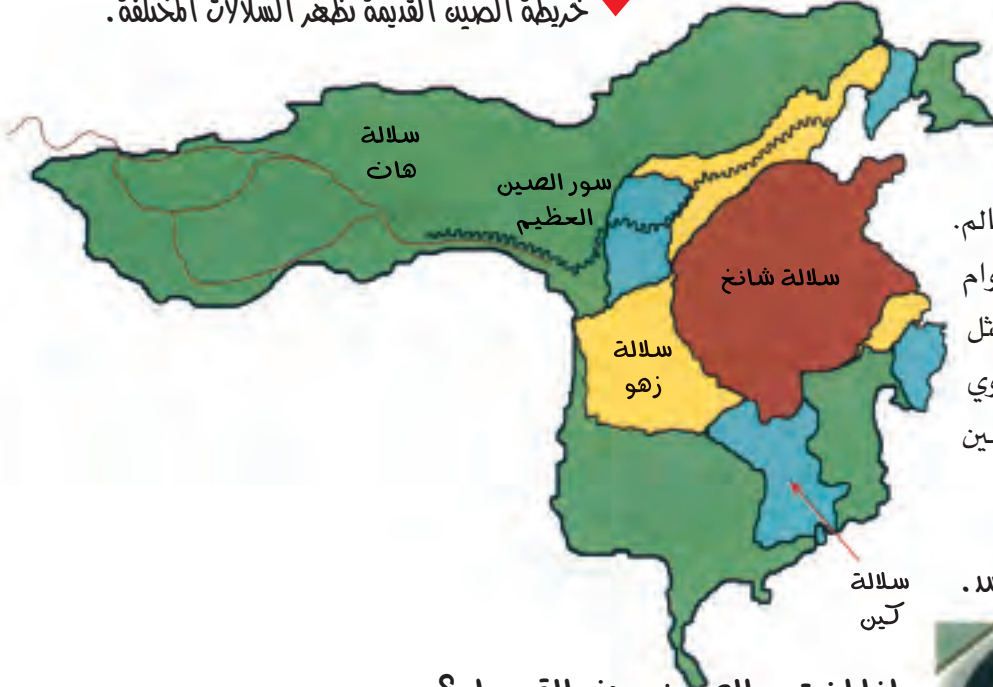 خريطة الصين القديمة تظهر السلالات المختلفة.
سلالة
هان
سور الصين
العظيم
سلالة شانغ
سلالة
زهو
سلالة
كين